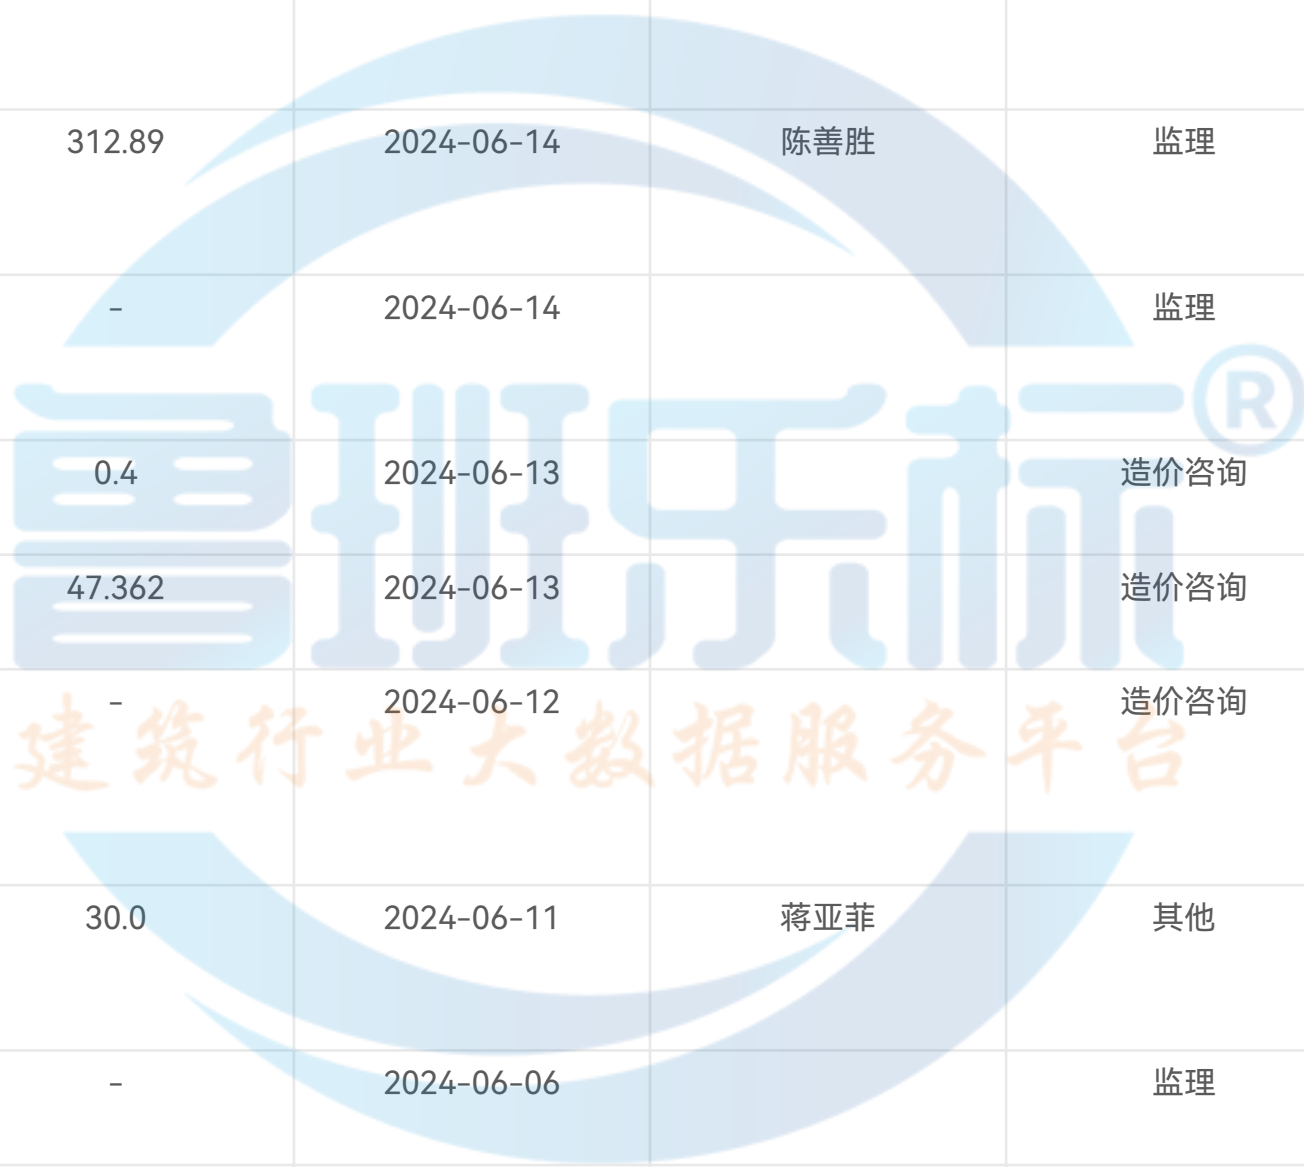 312.89 2024-06-14 陈善胜 监理
- 2024-06-14 监理
鲁班乐标®
0.4 2024-06-13 造价咨询
47.362 2024-06-13 造价咨询
- 2024-06-12 造价咨询
建筑行业大数据服务平台
30.0 2024-06-11 蒋亚菲 其他
- 2024-06-06 监理